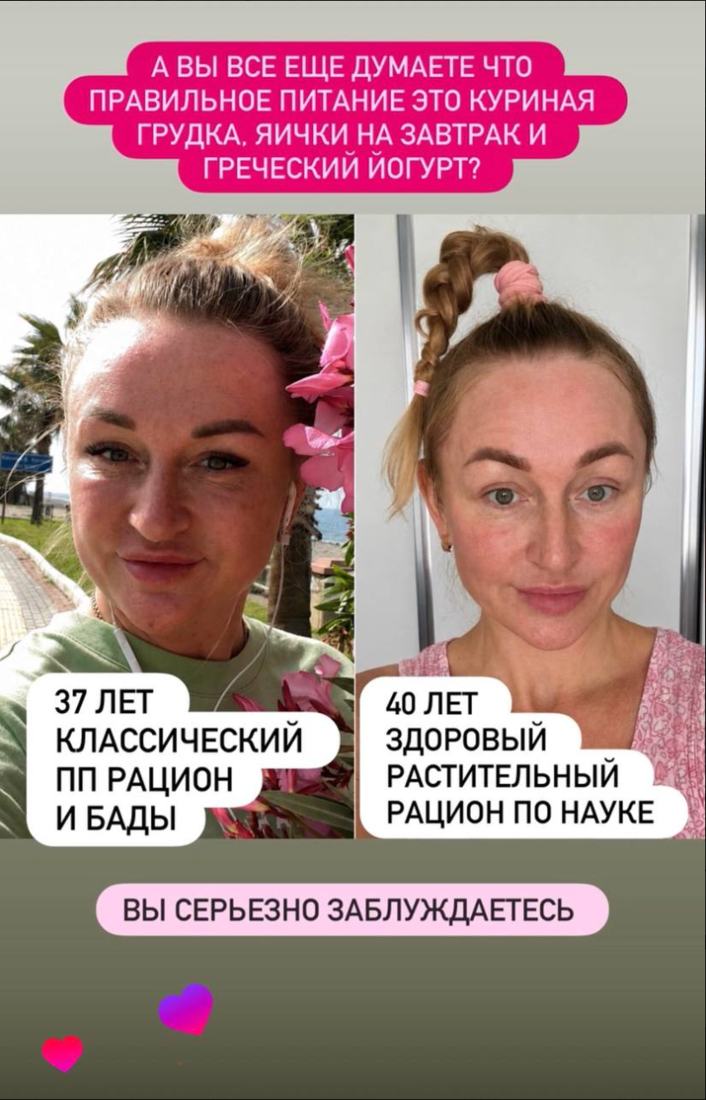 А ВЫ ВСЕ ЕЩЕ ДУМАЕТЕ ЧТО
ПРАВИЛЬНОЕ ПИТАНИЕ ЭТО КУРИНАЯ
ГРУДКА, ЯИЧКИ НА ЗАВТРАК И
ГРЕЧЕСКИЙ ЙОГУРТ?
37 ЛЕТ
КЛАССИЧЕСКИЙ
ПП РАЦИОН
И БАДЫ
40 ЛЕТ
ЗДОРОВЫЙ
РАСТИТЕЛЬНЫЙ
РАЦИОН ПО НАУКЕ
ВЫ СЕРЬЕЗНО ЗАБЛУЖДАЕТЕСЬ